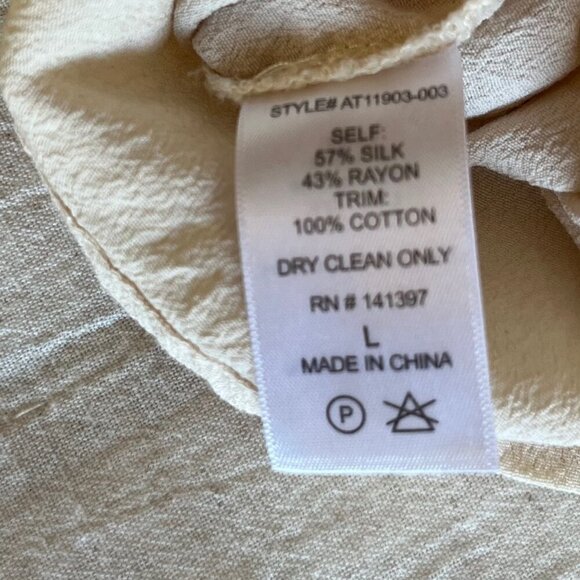 STYLE# AT11903-003
SELF:
57% SILK
43% RAYON
TRIM:
100% COTTON
DRY CLEAN ONLY
RN # 141397
L
MADE IN CHINA
P